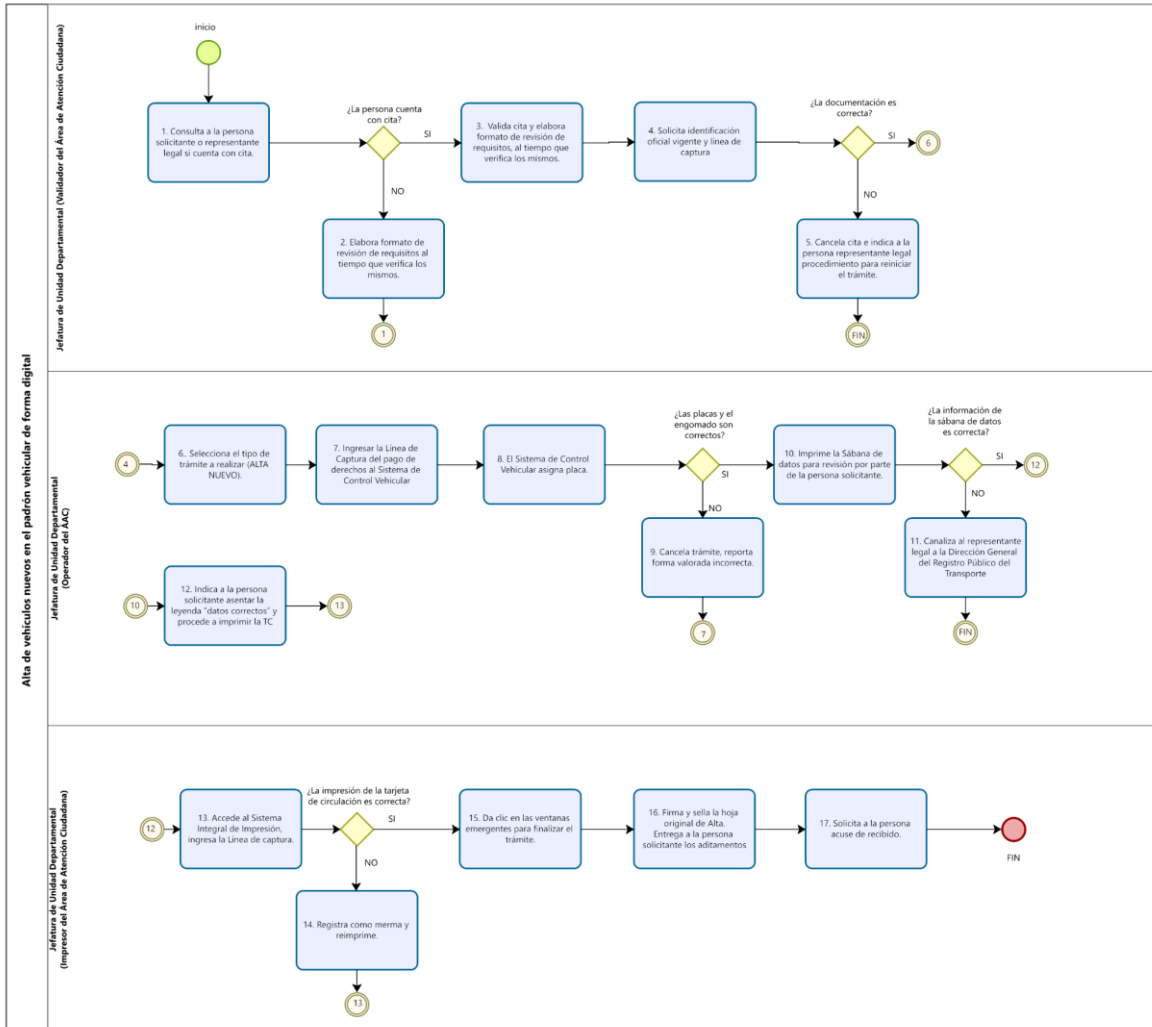 Alta de vehículos nuevos en el padrón vehicular de forma digital
Jefatura de Unidad Departamental (Validador del Área de Atención Ciudadana)
inicio
1. Consulta a la persona
solicitante o representante
legal si cuenta con cita.
¿La persona cuenta
con cita?
SI
NO
2. Elabora formato de
revisión de requisitos al
tiempo que verifica los
mismos.
1
3. Valida cita y elabora
formato de revisión de
requisitos, al tiempo que
verifica los mismos.
4. Solicita identificación
oficial vigente y línea de
captura
¿La documentación es
correcta?
SI
6
NO
5. Cancela cita e indica a la
persona representante legal
procedimiento para reiniciar
el trámite.
FIN
Jefatura de Unidad Departamental
(Operador del AAC)
4
6. Selecciona el tipo de
trámite a realizar (ALTA
NUEVO).
7. Ingresar la Línea de
Captura del pago de
derechos al Sistema de
Control Vehicular
8. El Sistema de Control
Vehicular asigna placa.
¿Las placas y el
engomado son
correctos?
SI
NO
9. Cancela trámite, reporta
forma valorada incorrecta.
7
10. Imprime la Sábana de
datos para revisión por parte
de la persona solicitante.
¿La información de
la sábana de datos
es correcta?
SI
12
NO
11. Canaliza al representante
legal a la Dirección General
del Registro Público del
Transporte
FIN
10
12. Indica a la persona
solicitante asentar la
leyenda "datos correctos" y
procede a imprimir la TC
13
Jefatura de Unidad Departamental
(Impresor del Área de Atención Ciudadana)
12
13. Accede al Sistema
Integral de Impresión,
ingresa la Línea de captura.
¿La impresión de la tarjeta
de circulación es correcta?
SI
NO
14. Registra como merma y
reimprime.
13
15. Da clic en las ventanas
emergentes para finalizar el
trámite.
16. Firma y sella la hoja
original de Alta.
Entrega a la persona
solicitante los aditamentos
17. Solicita a la persona
acuse de recibido.
FIN